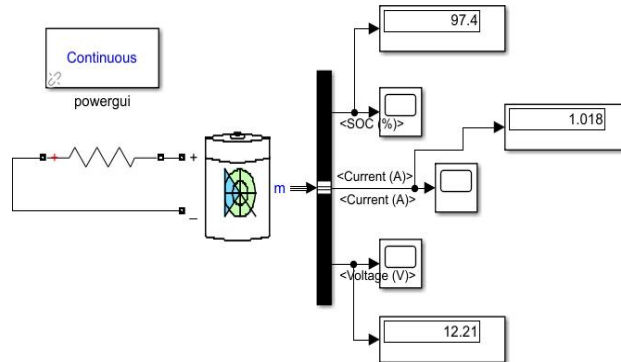 97.4
Continuous
powergui
<SOC (%)>
1.018
+
+
m
<Current (A)>
<Current (A)>
_
<Voltage (V)>
12.21